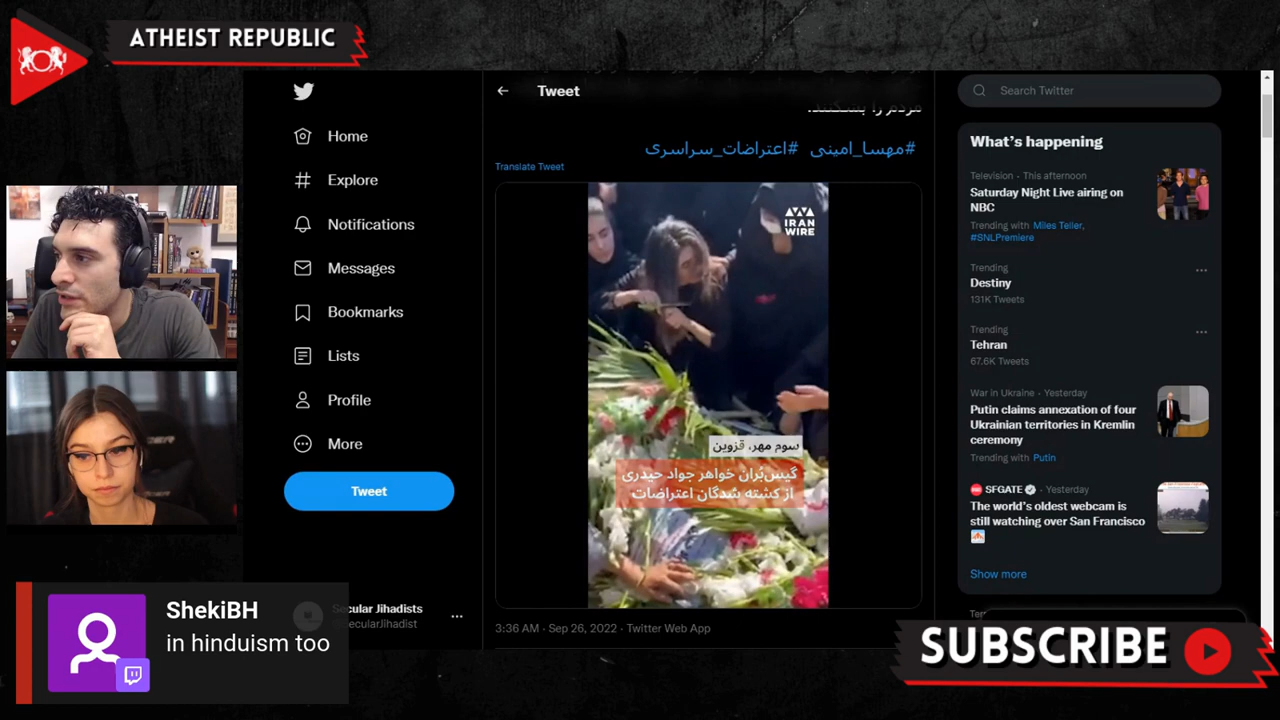 ATHEIST REPUBLIC
Tweet
Search Twitter
مردم را بشکنند.
#مهسا_امینی #اعتراضات_سراسری
Translate Tweet
Home
Explore
Notifications
Messages
Bookmarks
Lists
Profile
More
Tweet
Secular Jihadists
IRAN
WIRE
سوم مهر، قزوین
گیس‌بُرانِ خواهر جواد حیدری
از کشته شدگان اعتراضات
3:36 AM · Sep 26, 2022 · Twitter Web App
What's happening
Television · This afternoon
Saturday Night Live airing on
NBC
Trending with Miles Teller,
#SNLPremiere
Trending
Destiny
131K Tweets
Trending
Tehran
67.6K Tweets
War in Ukraine · Yesterday
Putin claims annexation of four
Ukrainian territories in Kremlin
ceremony
Trending with Putin
SFGATE · Yesterday
The world's oldest webcam is
still watching over San Francisco
Show more
ShekiBH
in hinduism too
SUBSCRIBE